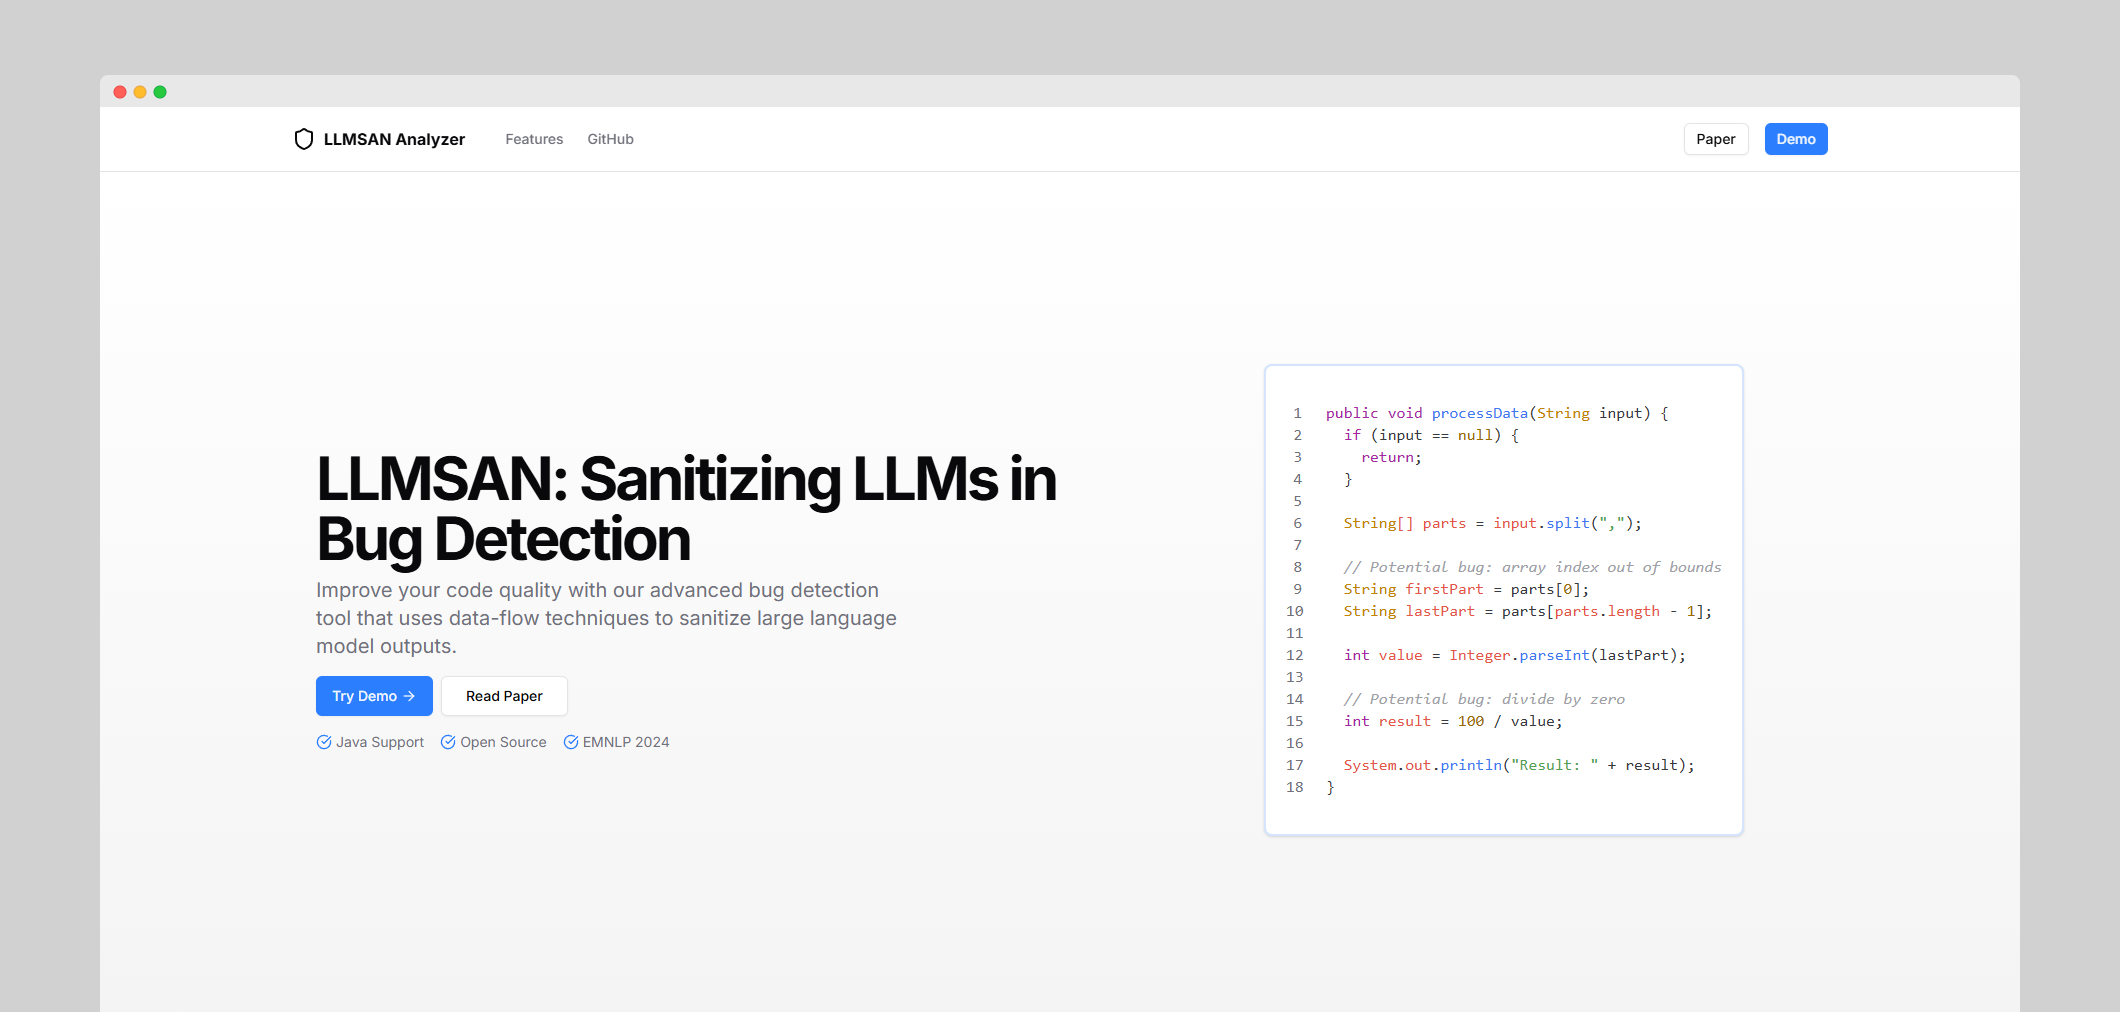 LLMSAN Analyzer
Features
GitHub
Paper
Demo
LLMSAN: Sanitizing LLMs in
Bug Detection
Improve your code quality with our advanced bug detection
tool that uses data-flow techniques to sanitize large language
model outputs.
Try Demo →
Read Paper
Java Support
Open Source
EMNLP 2024
1 public void processData(String input) {
2   if (input == null) {
3     return;
4   }
5
6   String[] parts = input.split(",");
7
8   // Potential bug: array index out of bounds
9   String firstPart = parts[0];
10   String lastPart = parts[parts.length - 1];
11
12   int value = Integer.parseInt(lastPart);
13
14   // Potential bug: divide by zero
15   int result = 100 / value;
16
17   System.out.println("Result: " + result);
18 }